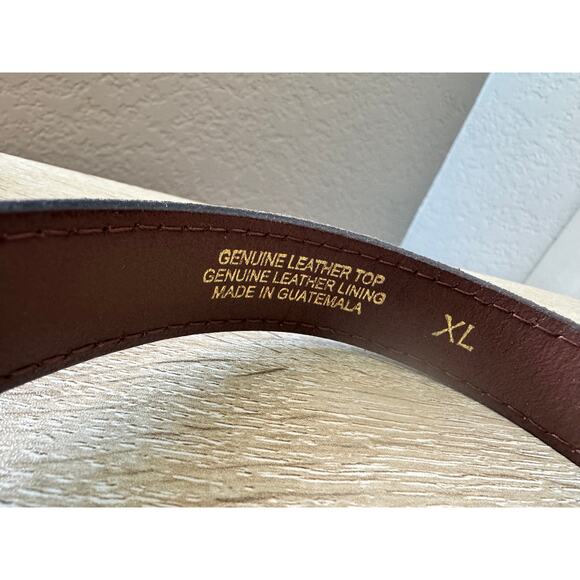 GENUINE LEATHER TOP
GENUINE LEATHER LINING
MADE IN GUATEMALA
XL